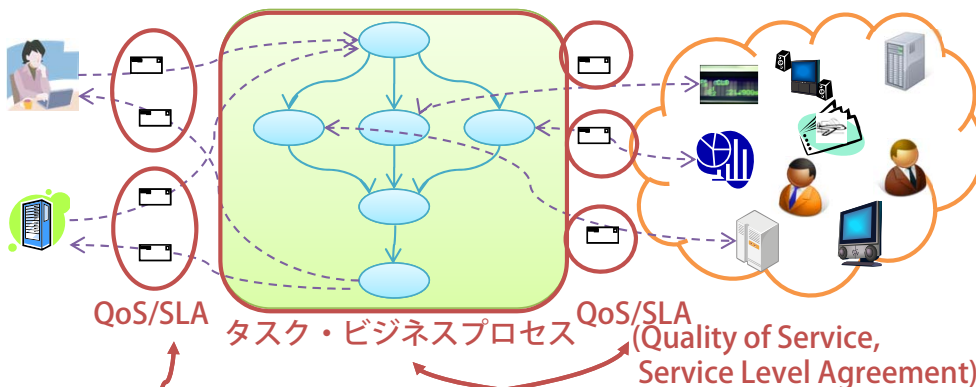 QoS/SLA
タスク・ビジネスプロセス
QoS/SLA
(Quality of Service,
Service Level Agreement)